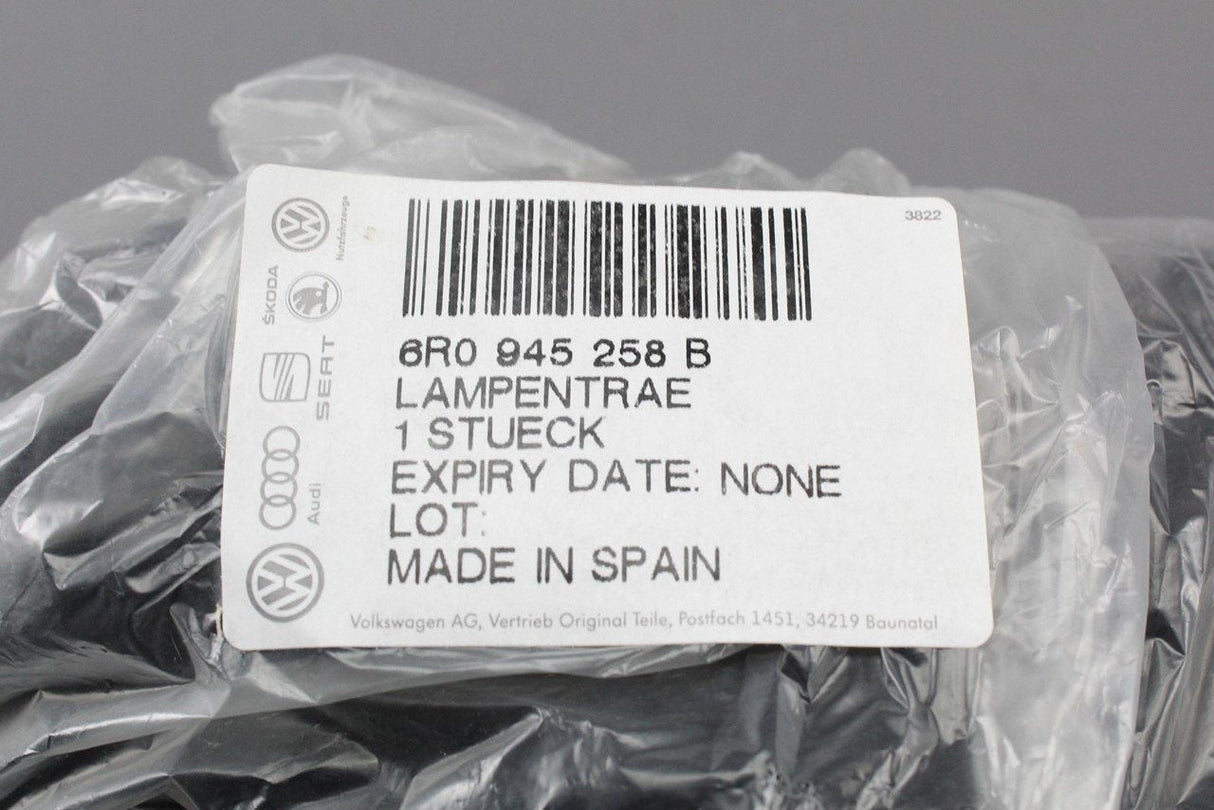 3822
Nutzfahrzeuge
ŠKODA
SEAT
Audi
6R0 945 258 B
LAMPENTRAE
1 STUECK
EXPIRY DATE: NONE
LOT:
MADE IN SPAIN
Volkswagen AG, Vertrieb Original Teile, Postfach 1451, 34219 Baunatal